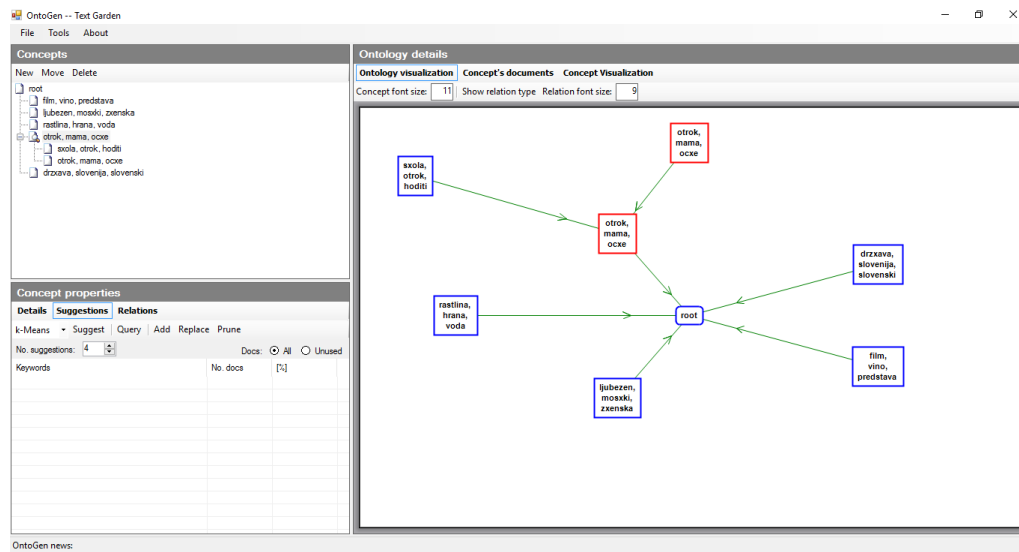 OntoGen -- Text Garden
File Tools About
Concepts
New Move Delete
root
film, vino, predstava
ljubezen, mosxki, zxenska
rastlina, hrana, voda
otrok, mama, ocxe
sxola, otrok, hoditi
otrok, mama, ocxe
drzxava, slovenija, slovenski
Concept properties
Details Suggestions Relations
k-Means Suggest Query Add Replace Prune
No. suggestions: 4 Docs: All Unused
Keywords No. docs [%]
Ontology details
Ontology visualization Concept's documents Concept Visualization
Concept font size: 11 Show relation type Relation font size: 9
otrok,
mama,
ocxe
sxola,
otrok,
hoditi
otrok,
mama,
ocxe
drzxava,
slovenija,
slovenski
rastlina,
hrana,
voda
root
film,
vino,
predstava
ljubezen,
mosxki,
zxenska
OntoGen news: